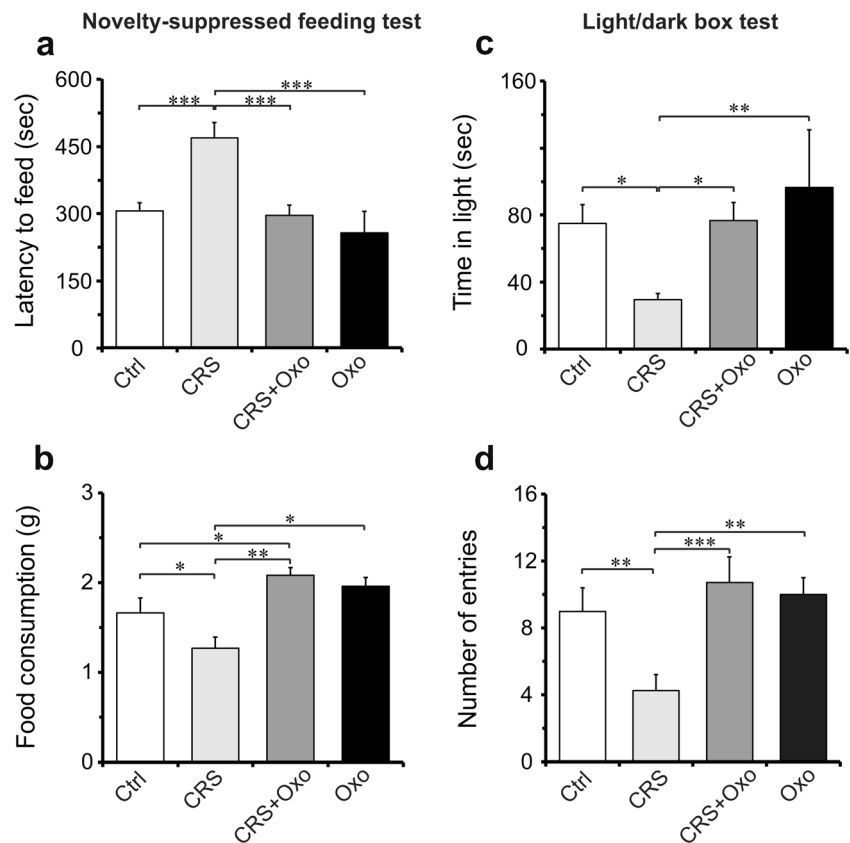 Novelty-suppressed feeding test
a
Latency to feed (sec)
600
450
300
150
0
***
***
***
Ctrl
CRS
CRS+Oxo
Oxo
Light/dark box test
c
Time in light (sec)
160
80
40
0
*
*
**
Ctrl
CRS
CRS+Oxo
Oxo
b
Food consumption (g)
3
2
1
0
*
*
**
*
Ctrl
CRS
CRS+Oxo
Oxo
d
Number of entries
16
12
8
4
0
**
***
**
Ctrl
CRS
CRS+Oxo
Oxo